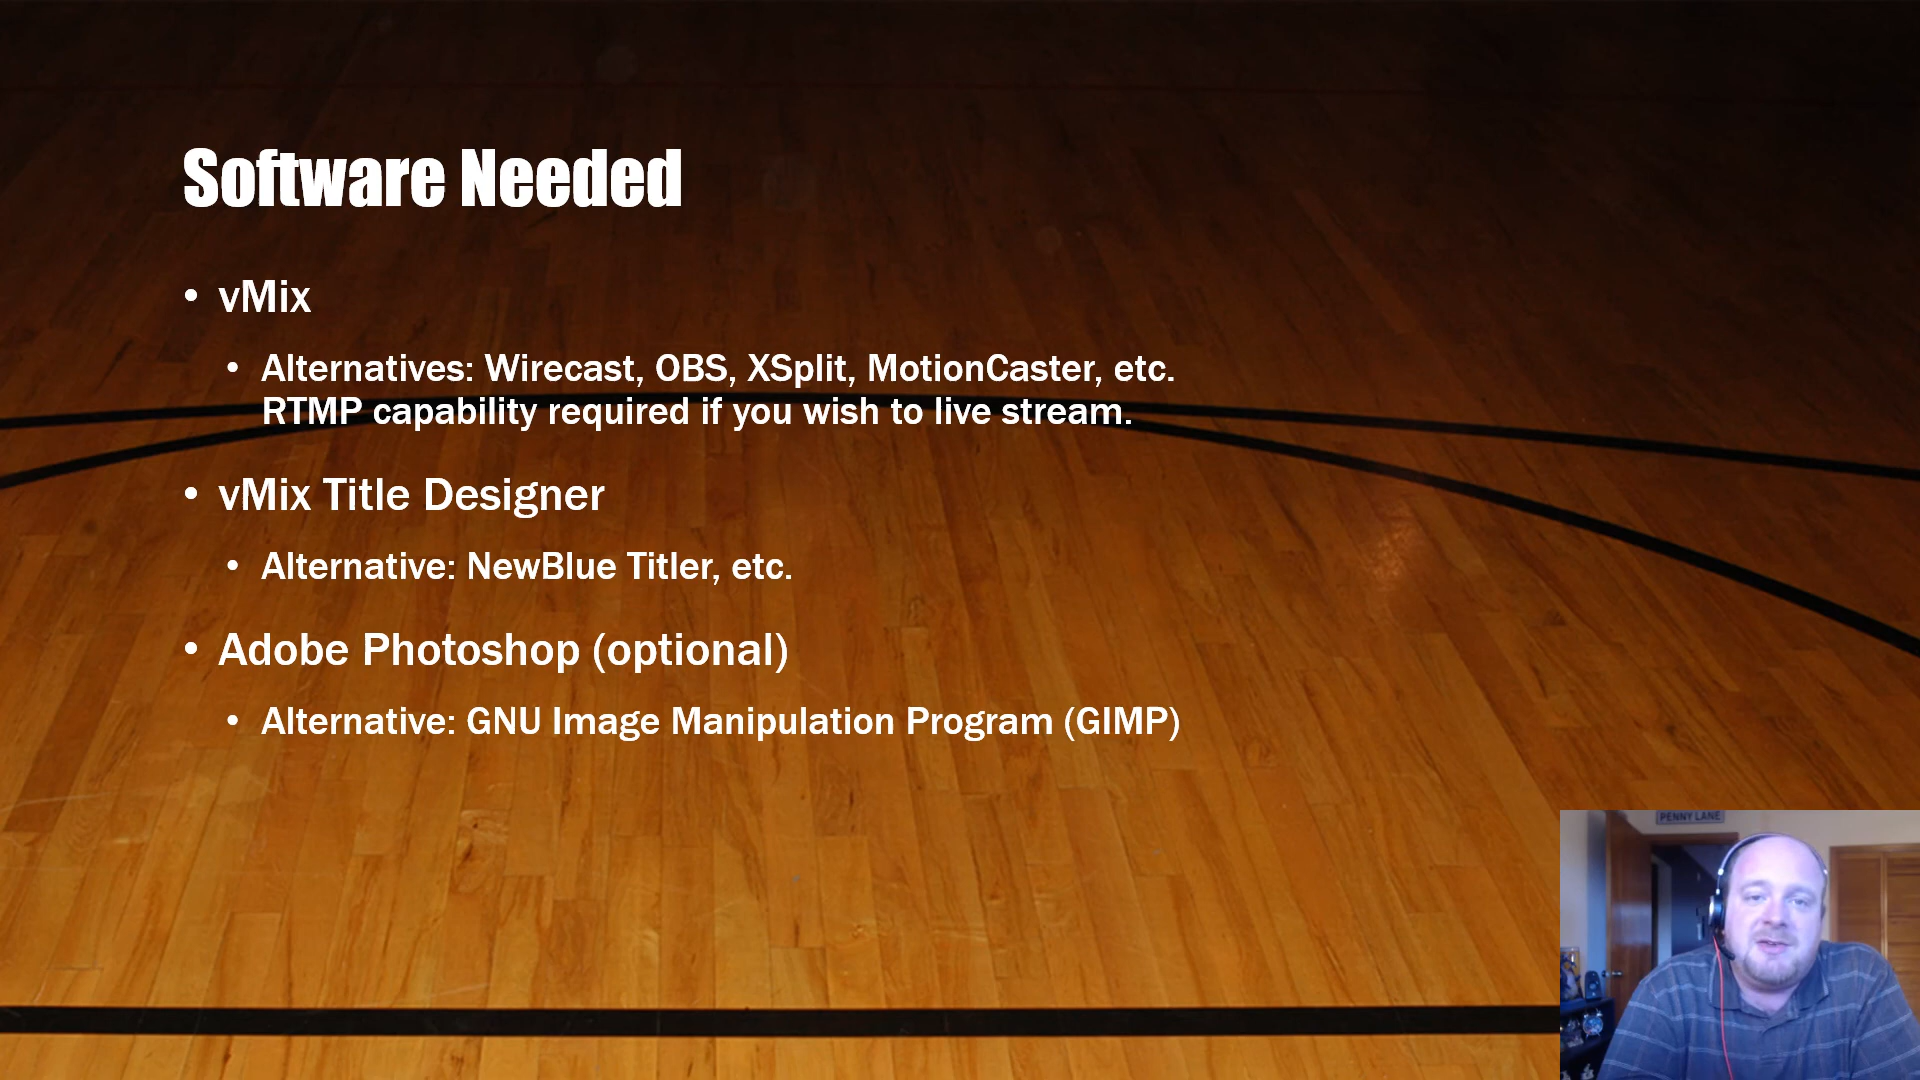 Software Needed
• vMix
• Alternatives: Wirecast, OBS, XSplit, MotionCaster, etc.
RTMP capability required if you wish to live stream.
• vMix Title Designer
• Alternative: NewBlue Titler, etc.
• Adobe Photoshop (optional)
• Alternative: GNU Image Manipulation Program (GIMP)
PENNY LANE